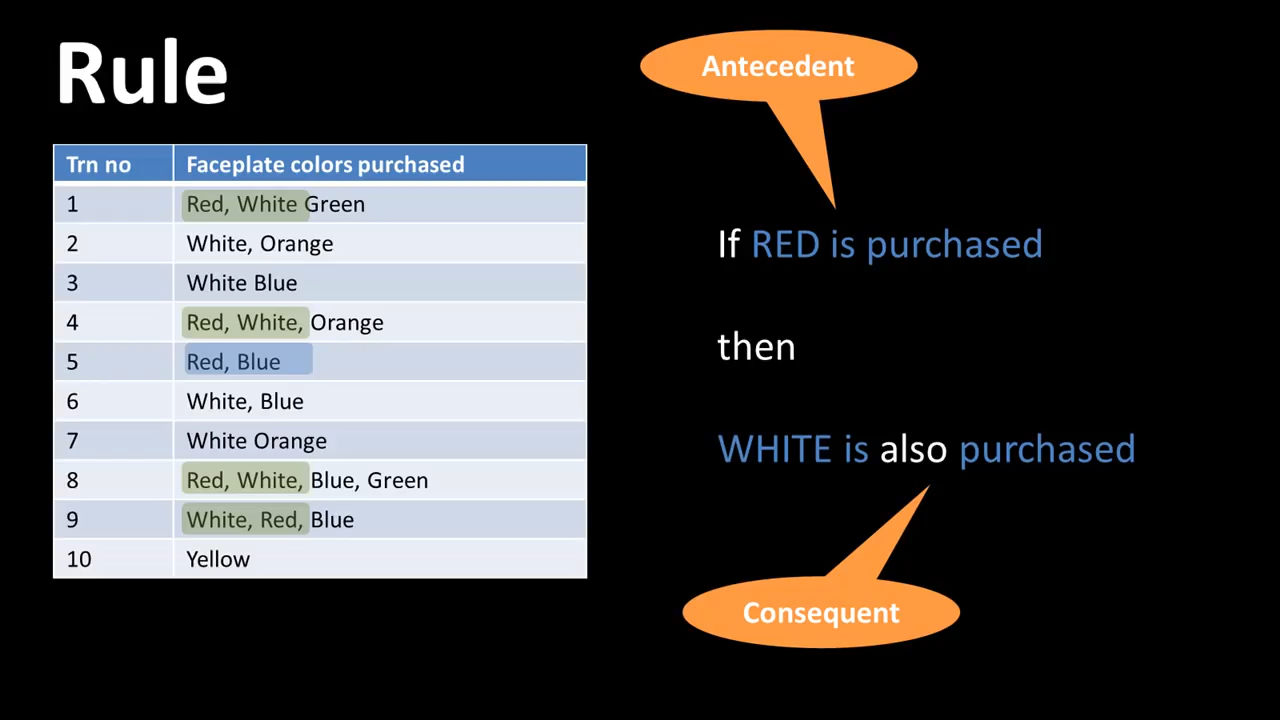 Rule
Trn no Faceplate colors purchased
1 Red, White Green
2 White, Orange
3 White Blue
4 Red, White, Orange
5 Red, Blue
6 White, Blue
7 White Orange
8 Red, White, Blue, Green
9 White, Red, Blue
10 Yellow
Antecedent
If RED is purchased
then
WHITE is also purchased
Consequent